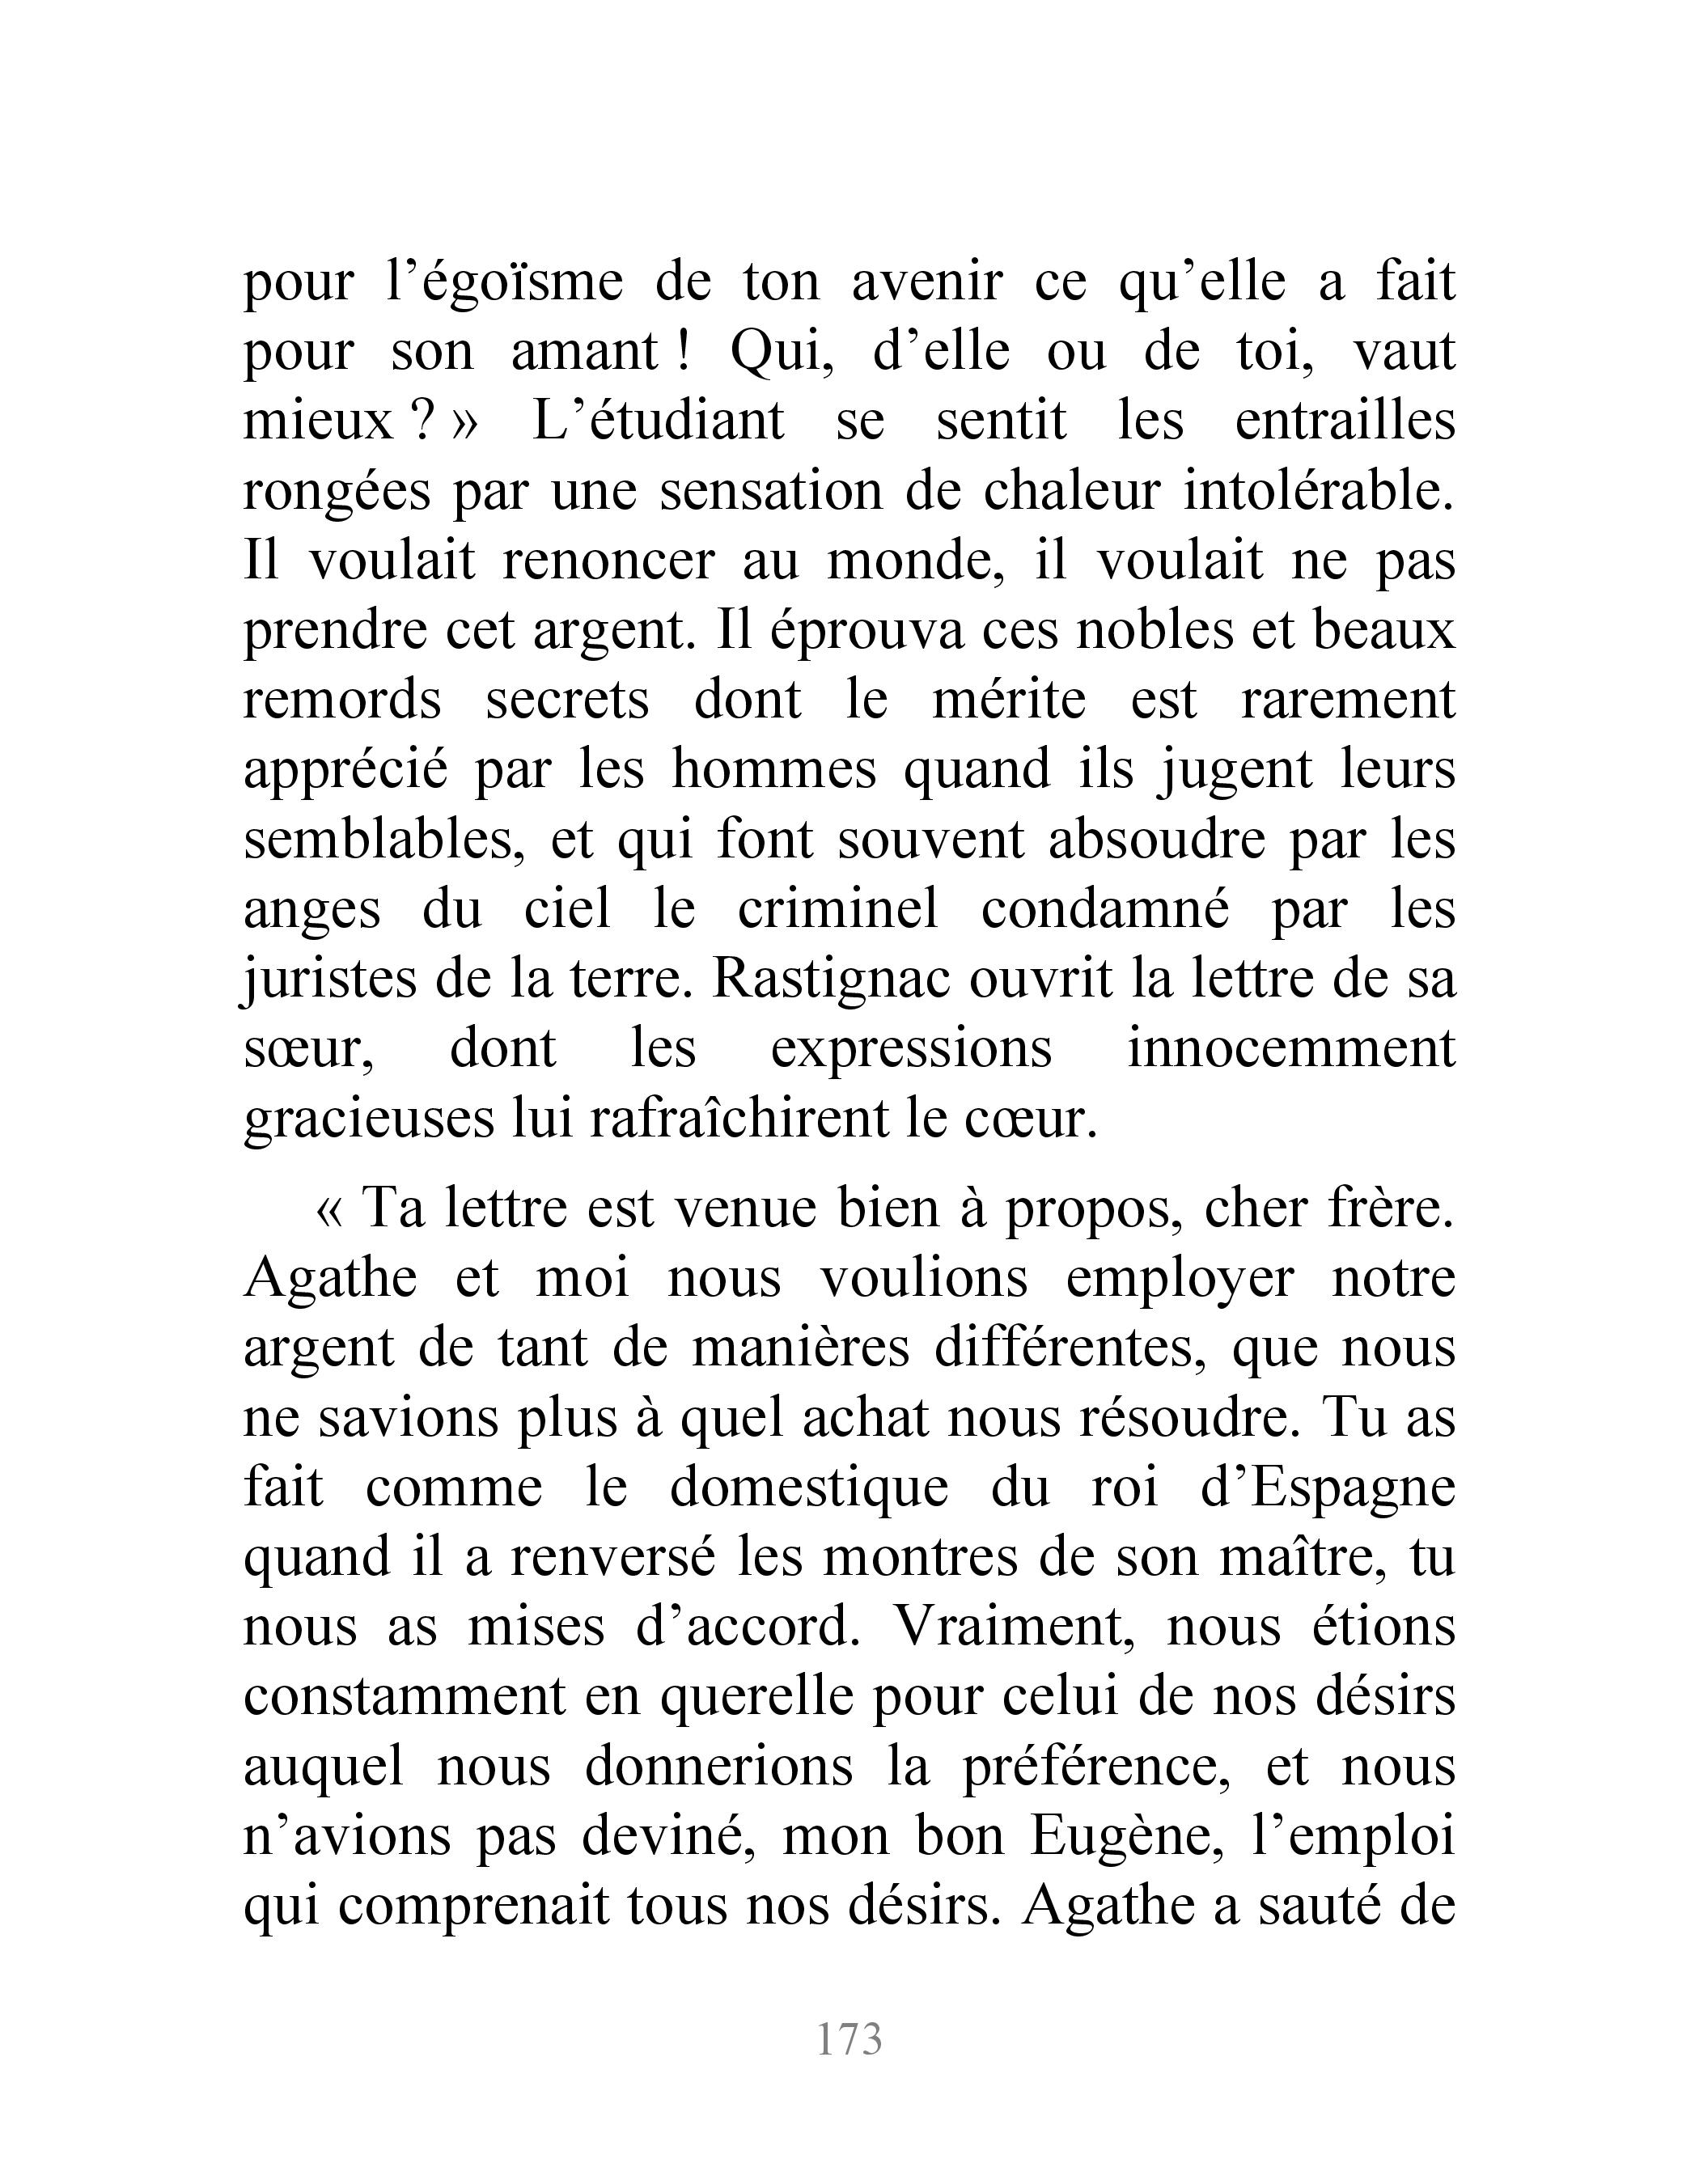 pour l’égoïsme de ton avenir ce qu’elle a fait
pour son amant ! Qui, d’elle ou de toi, vaut
mieux ? » L’étudiant se sentit les entrailles
rongées par une sensation de chaleur intolérable.
Il voulait renoncer au monde, il voulait ne pas
prendre cet argent. Il éprouva ces nobles et beaux
remords secrets dont le mérite est rarement
apprécié par les hommes quand ils jugent leurs
semblables, et qui font souvent absoudre par les
anges du ciel le criminel condamné par les
juristes de la terre. Rastignac ouvrit la lettre de sa
sœur, dont les expressions innocemment
gracieuses lui rafraîchirent le cœur.
« Ta lettre est venue bien à propos, cher frère.
Agathe et moi nous voulions employer notre
argent de tant de manières différentes, que nous
ne savions plus à quel achat nous résoudre. Tu as
fait comme le domestique du roi d’Espagne
quand il a renversé les montres de son maître, tu
nous as mises d’accord. Vraiment, nous étions
constamment en querelle pour celui de nos désirs
auquel nous donnerions la préférence, et nous
n’avions pas deviné, mon bon Eugène, l’emploi
qui comprenait tous nos désirs. Agathe a sauté de
173